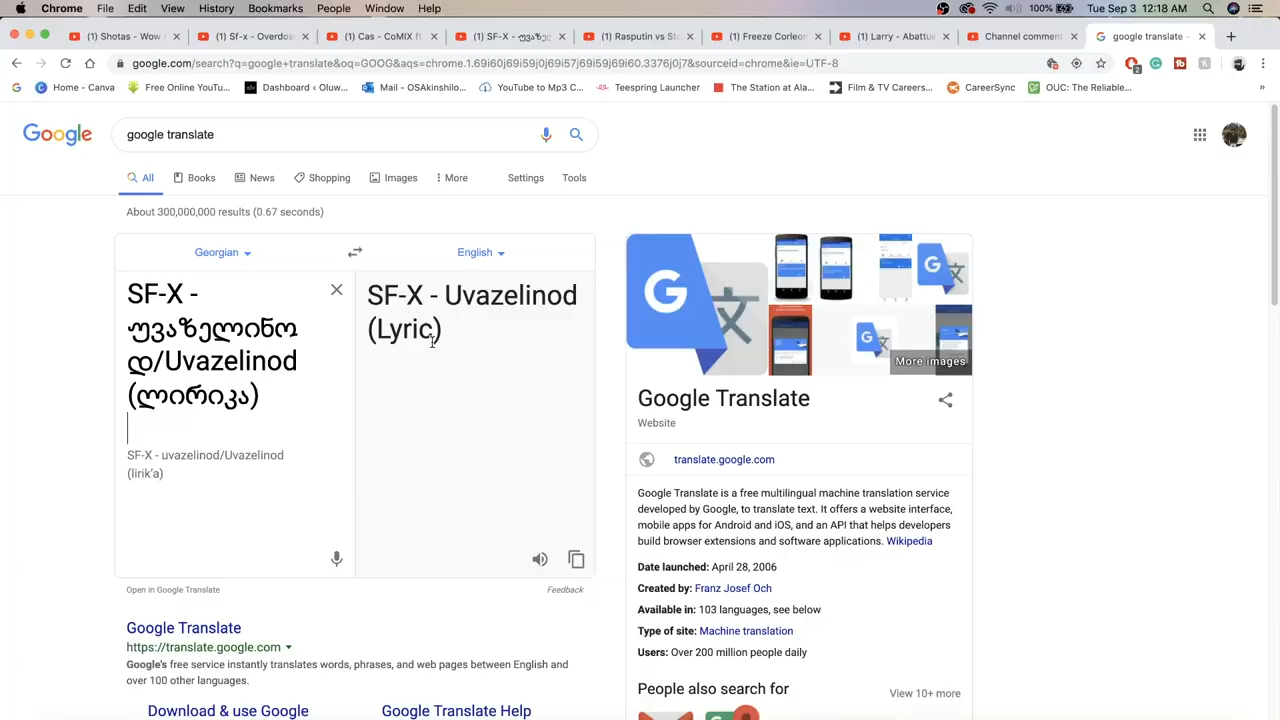 Chrome File Edit View History Bookmarks People Window Help
100% Tue Sep 3 12:18 AM
(1) Shotas - Wow
(1) Sf-x - Overdos
(1) Cas - CoMIX f
(1) SF-X - უვაზელ
(1) Rasputin vs St
(1) Freeze Corleon
(1) Larry - Abattue
Channel comment
google translate -
google.com/search?q=google+translate&oq=GOOG&aqs=chrome.1.69i60j69i59j0j69i57j69i59j69i60.3376j0j7&sourceid=chrome&ie=UTF-8
Home - Canva
Free Online YouTu...
Dashboard ‹ Oluw...
Mail - OSAkinshilo...
YouTube to Mp3 C...
Teespring Launcher
The Station at Ala...
Film & TV Careers...
CareerSync
OUC: The Reliable...
»
Google
google translate
All Books News Shopping Images More Settings Tools
About 300,000,000 results (0.67 seconds)
Georgian
English
SF-X -
უვაზელინო
დ/Uvazelinod
(ლირიკა)
SF-X - uvazelinod/Uvazelinod
(lirik'a)
SF-X - Uvazelinod
(Lyric)
Open in Google Translate
Feedback
Google Translate
https://translate.google.com
Google's free service instantly translates words, phrases, and web pages between English and
over 100 other languages.
Download & use Google
Google Translate Help
More images
Google Translate
Website
translate.google.com
Google Translate is a free multilingual machine translation service
developed by Google, to translate text. It offers a website interface,
mobile apps for Android and iOS, and an API that helps developers
build browser extensions and software applications. Wikipedia
Date launched: April 28, 2006
Created by: Franz Josef Och
Available in: 103 languages, see below
Type of site: Machine translation
Users: Over 200 million people daily
People also search for
View 10+ more